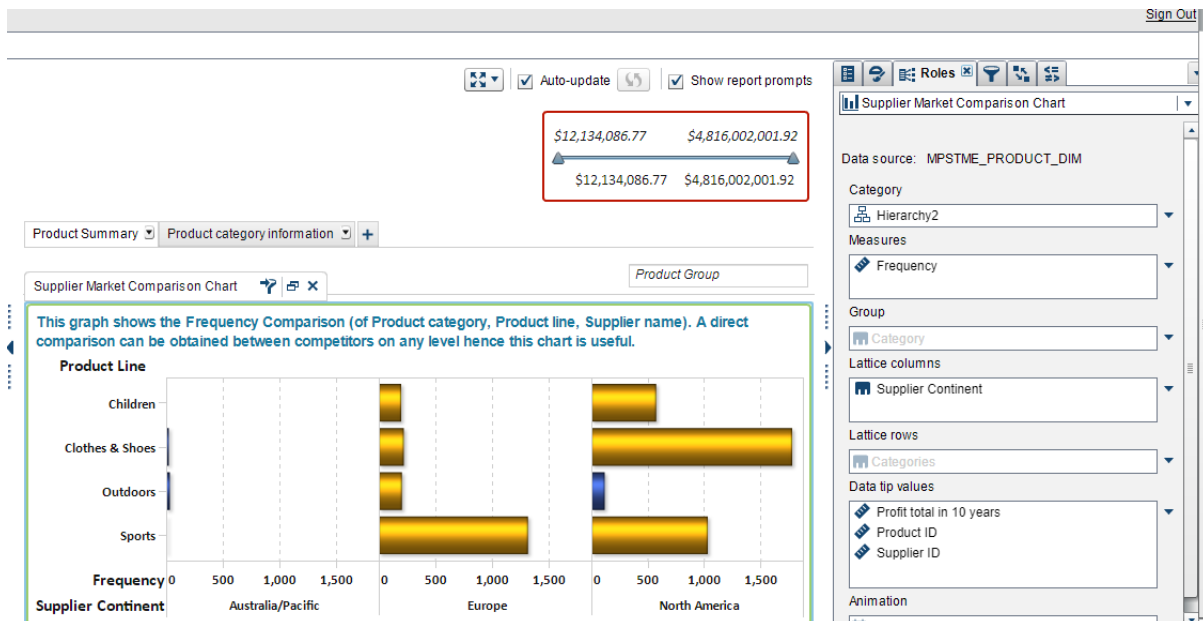 Sign Out
Auto-update
Show report prompts
Roles
Supplier Market Comparison Chart
$12,134,086.77 $4,816,002,001.92
$12,134,086.77 $4,816,002,001.92
Data source: MPSTME_PRODUCT_DIM
Category
Hierarchy2
Measures
Frequency
Group
Category
Lattice columns
Supplier Continent
Lattice rows
Categories
Data tip values
Profit total in 10 years
Product ID
Supplier ID
Animation
Product Summary Product category information +
Product Group
Supplier Market Comparison Chart
This graph shows the Frequency Comparison (of Product category, Product line, Supplier name). A direct
comparison can be obtained between competitors on any level hence this chart is useful.
Product Line
Children
Clothes & Shoes
Outdoors
Sports
Frequency 0 500 1,000 1,500 0 500 1,000 1,500 0 500 1,000 1,500
Supplier Continent Australia/Pacific Europe North America